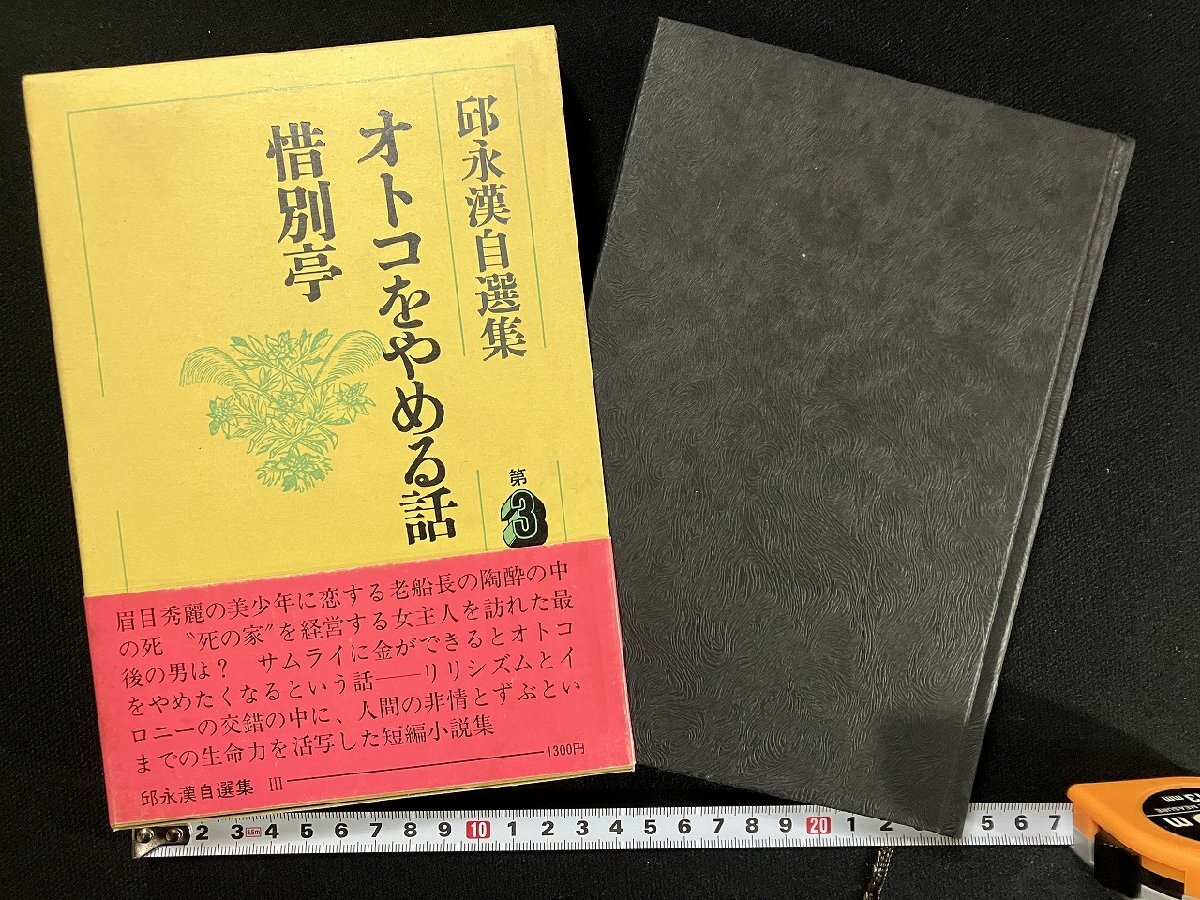 邱永漢自選集
オトコをやめる話
惜別亭
第
3
眉目秀麗の美少年に恋する老船長の陶酔の中
の死 〝死の家〟を経営する女主人を訪れた最
後の男は? サムライに金ができるとオトコ
をやめたくなるという話――リリシズムとイ
ロニーの交錯の中に、人間の非情とずぶとい
までの生命力を活写した短編小説集
邱永漢自選集 III――1300円
2 3 1.5m 4 5 6 7 8 9 10 1 2 3 4 5 6 7 8 9 20 1 2 5 6 7